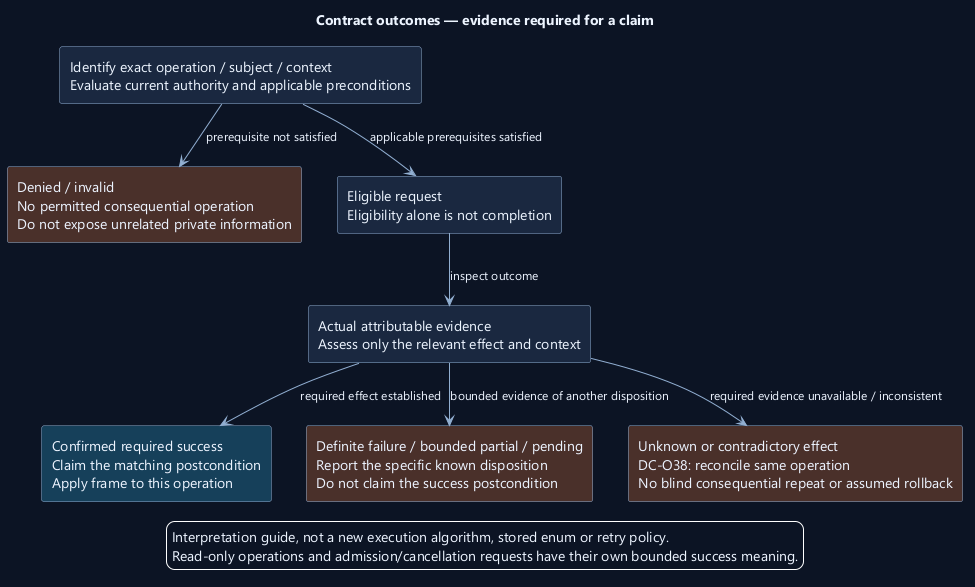 Contract outcomes — evidence required for a claim
Identify exact operation / subject / context
Evaluate current authority and applicable preconditions
prerequisite not satisfied
applicable prerequisites satisfied
Denied / invalid
No permitted consequential operation
Do not expose unrelated private information
Eligible request
Eligibility alone is not completion
inspect outcome
Actual attributable evidence
Assess only the relevant effect and context
required effect established
bounded evidence of another disposition
required evidence unavailable / inconsistent
Confirmed required success
Claim the matching postcondition
Apply frame to this operation
Definite failure / bounded partial / pending
Report the specific known disposition
Do not claim the success postcondition
Unknown or contradictory effect
DC-O38: reconcile same operation
No blind consequential repeat or assumed rollback
Interpretation guide, not a new execution algorithm, stored enum or retry policy.
Read-only operations and admission/cancellation requests have their own bounded success meaning.